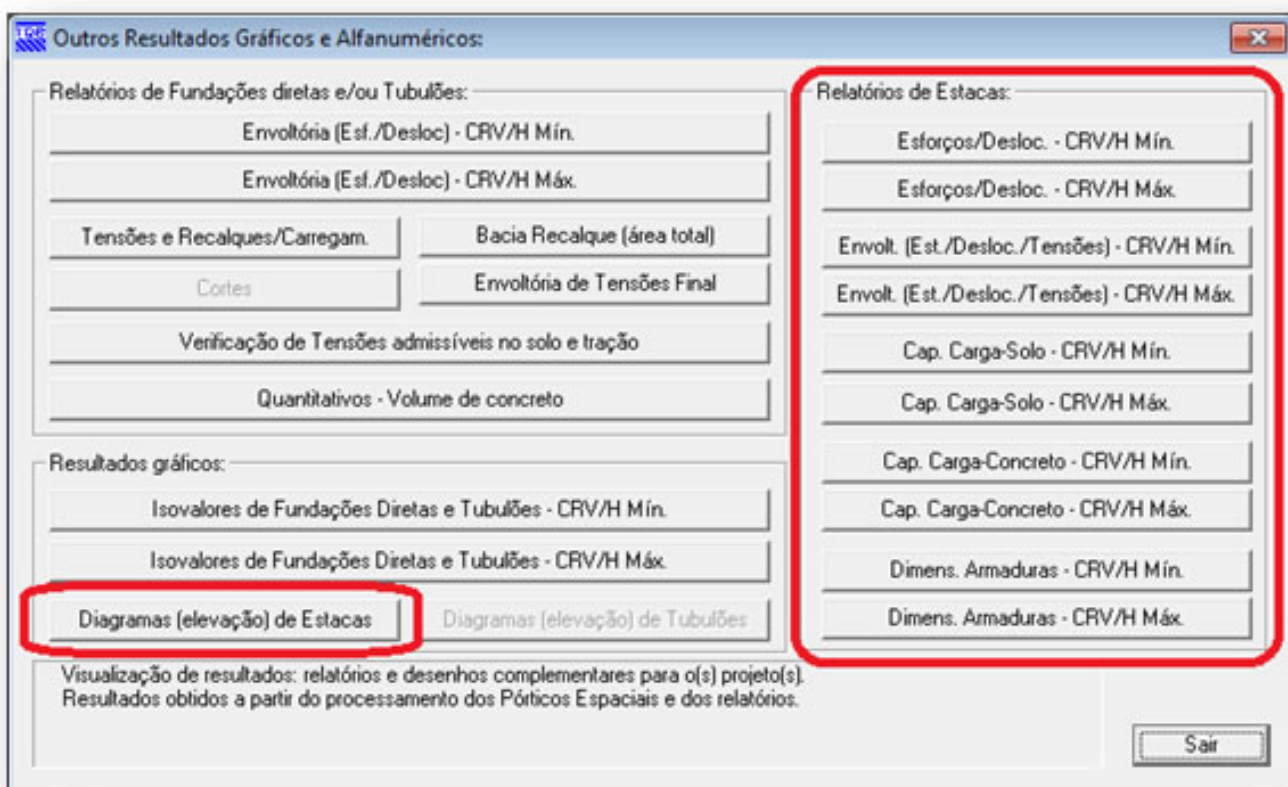 TQS
Outros Resultados Gráficos e Alfanuméricos:
Relatórios de Fundações diretas e/ou Tubulões:
Envoltória (Esf./Desloc) - CRV/H Mín.
Envoltória (Esf./Desloc) - CRV/H Máx.
Tensões e Recalques/Carregam.
Bacia Recalque (área total)
Cortes
Envoltória de Tensões Final
Verificação de Tensões admissíveis no solo e tração
Quantitativos - Volume de concreto
Resultados gráficos:
Isovalores de Fundações Diretas e Tubulões - CRV/H Mín.
Isovalores de Fundações Diretas e Tubulões - CRV/H Máx.
Diagramas (elevação) de Estacas
Diagramas (elevação) de Tubulões
Relatórios de Estacas:
Esforços/Desloc. - CRV/H Mín.
Esforços/Desloc. - CRV/H Máx.
Envolt. (Est./Desloc./Tensões) - CRV/H Mín.
Envolt. (Est./Desloc./Tensões) - CRV/H Máx.
Cap. Carga-Solo - CRV/H Mín.
Cap. Carga-Solo - CRV/H Máx.
Cap. Carga-Concreto - CRV/H Mín.
Cap. Carga-Concreto - CRV/H Máx.
Dimens. Armaduras - CRV/H Mín.
Dimens. Armaduras - CRV/H Máx.
Visualização de resultados: relatórios e desenhos complementares para o(s) projeto(s).
Resultados obtidos a partir do processamento dos Pórticos Espaciais e dos relatórios.
Sair